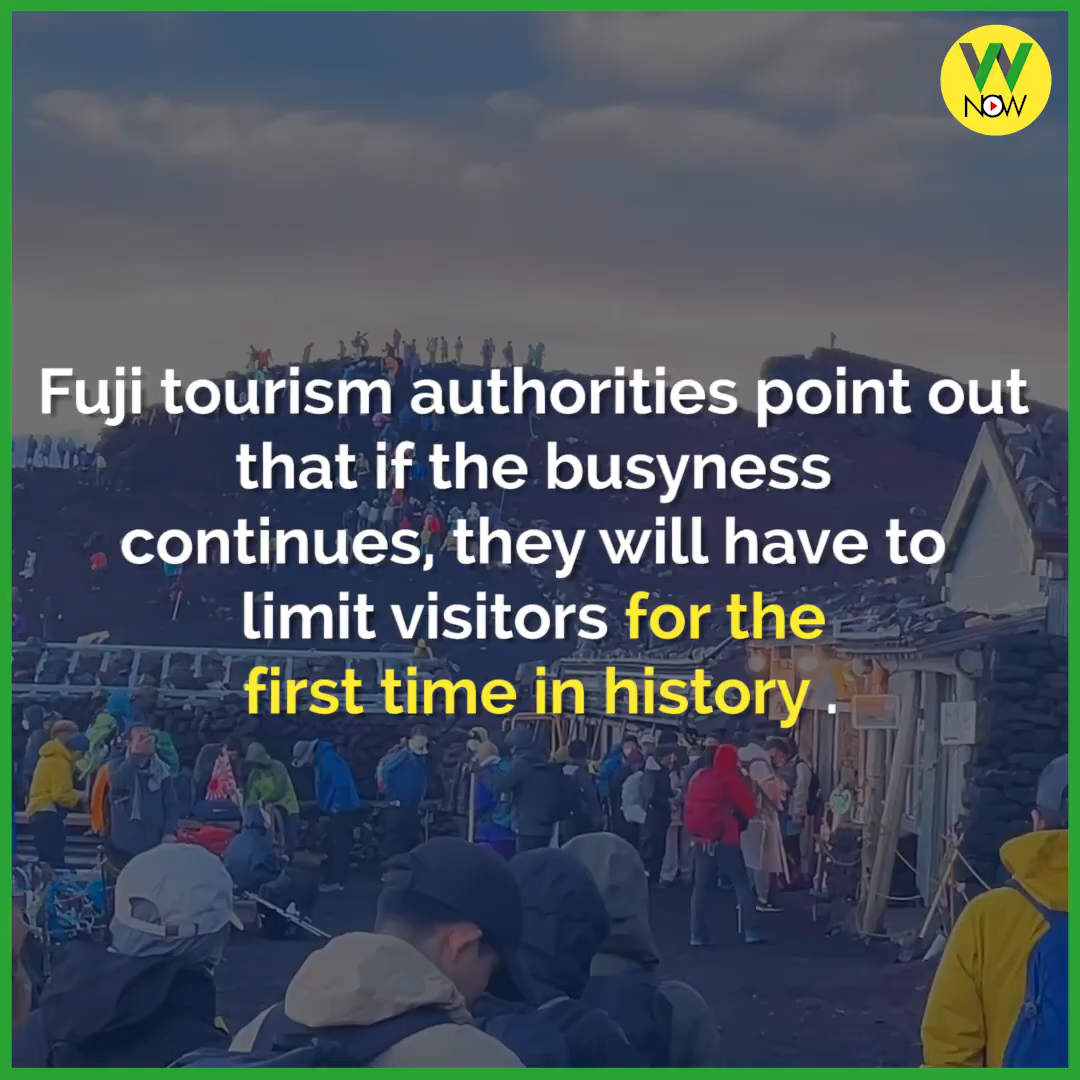 W
NOW
Fuji tourism authorities point out
that if the busyness
continues, they will have to
limit visitors for the
first time in history .